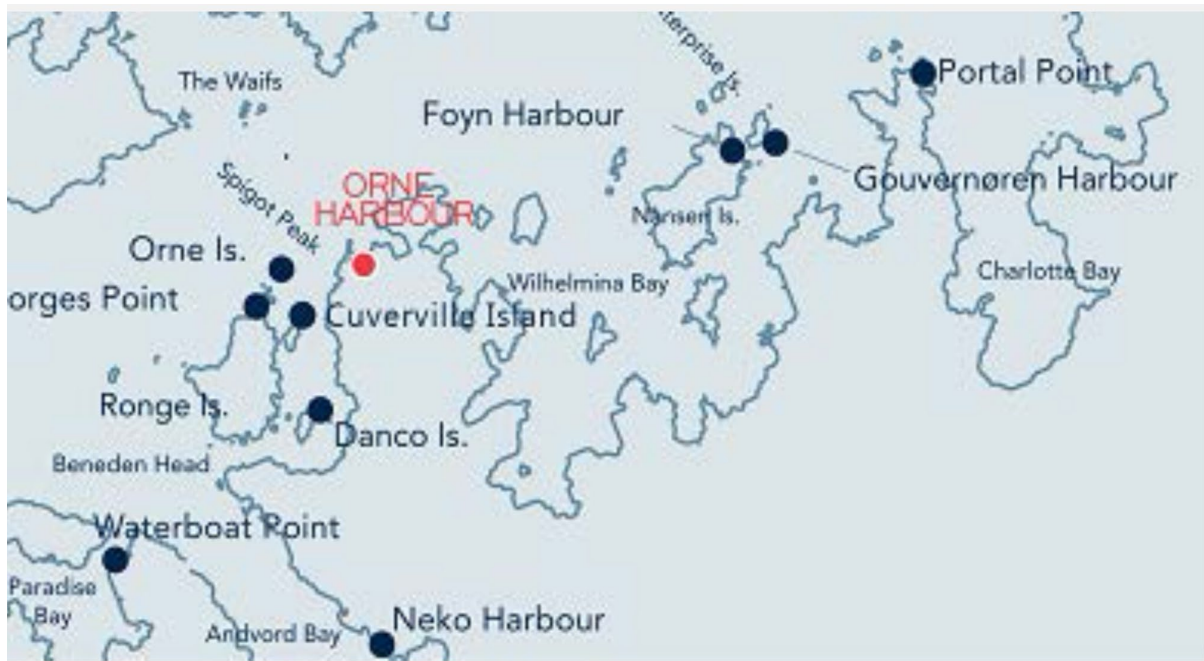 terprise Is.
Portal Point
The Waifs
Foyn Harbour
Gouvernøren Harbour
Spigot Peak
ORNE
HARBOUR
Nansen Is.
Orne Is.
Charlotte Bay
Wilhelmina Bay
orges Point
Cuverville Island
Ronge Is.
Danco Is.
Beneden Head
Waterboat Point
Paradise
Bay
Neko Harbour
Andvord Bay